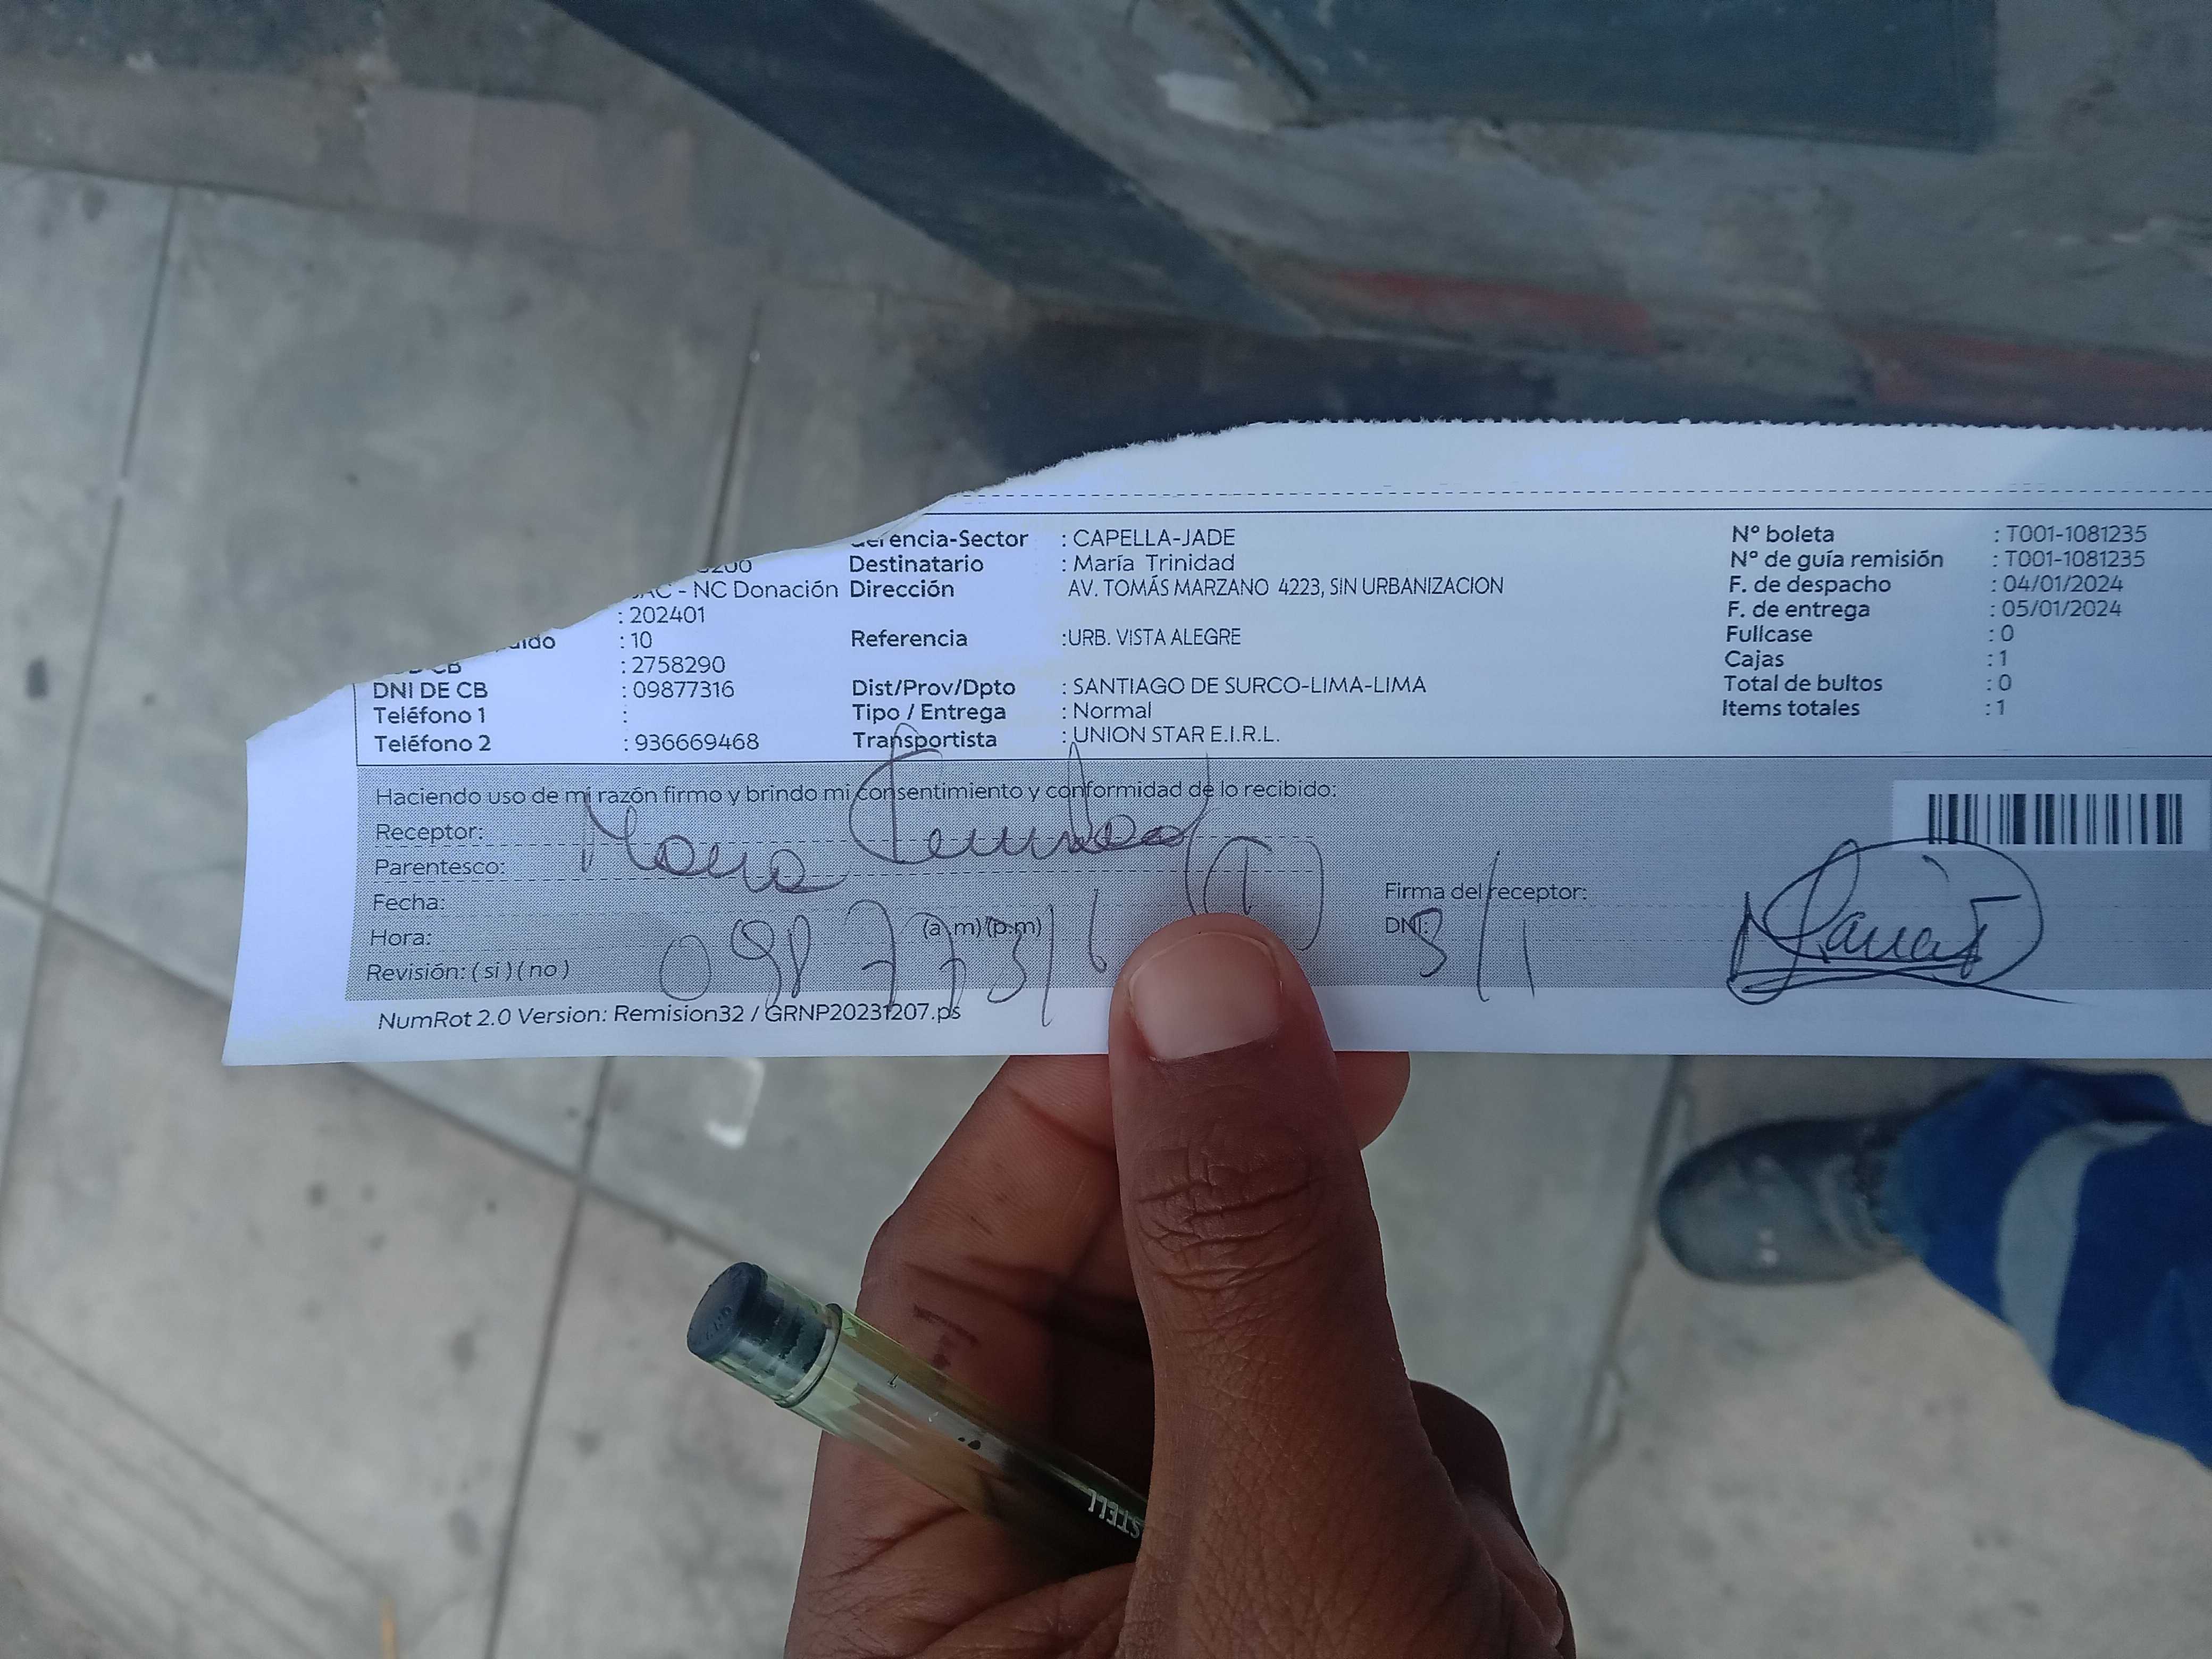 Gerencia-Sector : CAPELLA-JADE
Destinatario : María Trinidad
- NC Donación
Dirección AV. TOMÁS MARZANO 4223, SIN URBANIZACION
: 202401
: 10
Referencia :URB. VISTA ALEGRE
CB : 2758290
DNI DE CB : 09877316
Dist/Prov/Dpto : SANTIAGO DE SURCO-LIMA-LIMA
Teléfono 1 :
Tipo / Entrega : Normal
Teléfono 2 : 936669468
Transportista : UNION STAR E.I.R.L.
Nº boleta : T001-1081235
Nº de guía remisión : T001-1081235
F. de despacho : 04/01/2024
F. de entrega : 05/01/2024
Fullcase : 0
Cajas : 1
Total de bultos : 0
Items totales : 1
Haciendo uso de mi razón firmo y brindo mi consentimiento y conformidad de lo recibido:
Receptor:
Parentesco:
Fecha:
Hora: (a.m)(p.m)
Revisión: ( si ) ( no )
09877316
Firma del receptor:
DNI:
NumRot 2.0 Version: Remision32 / GRNP20231207.ps